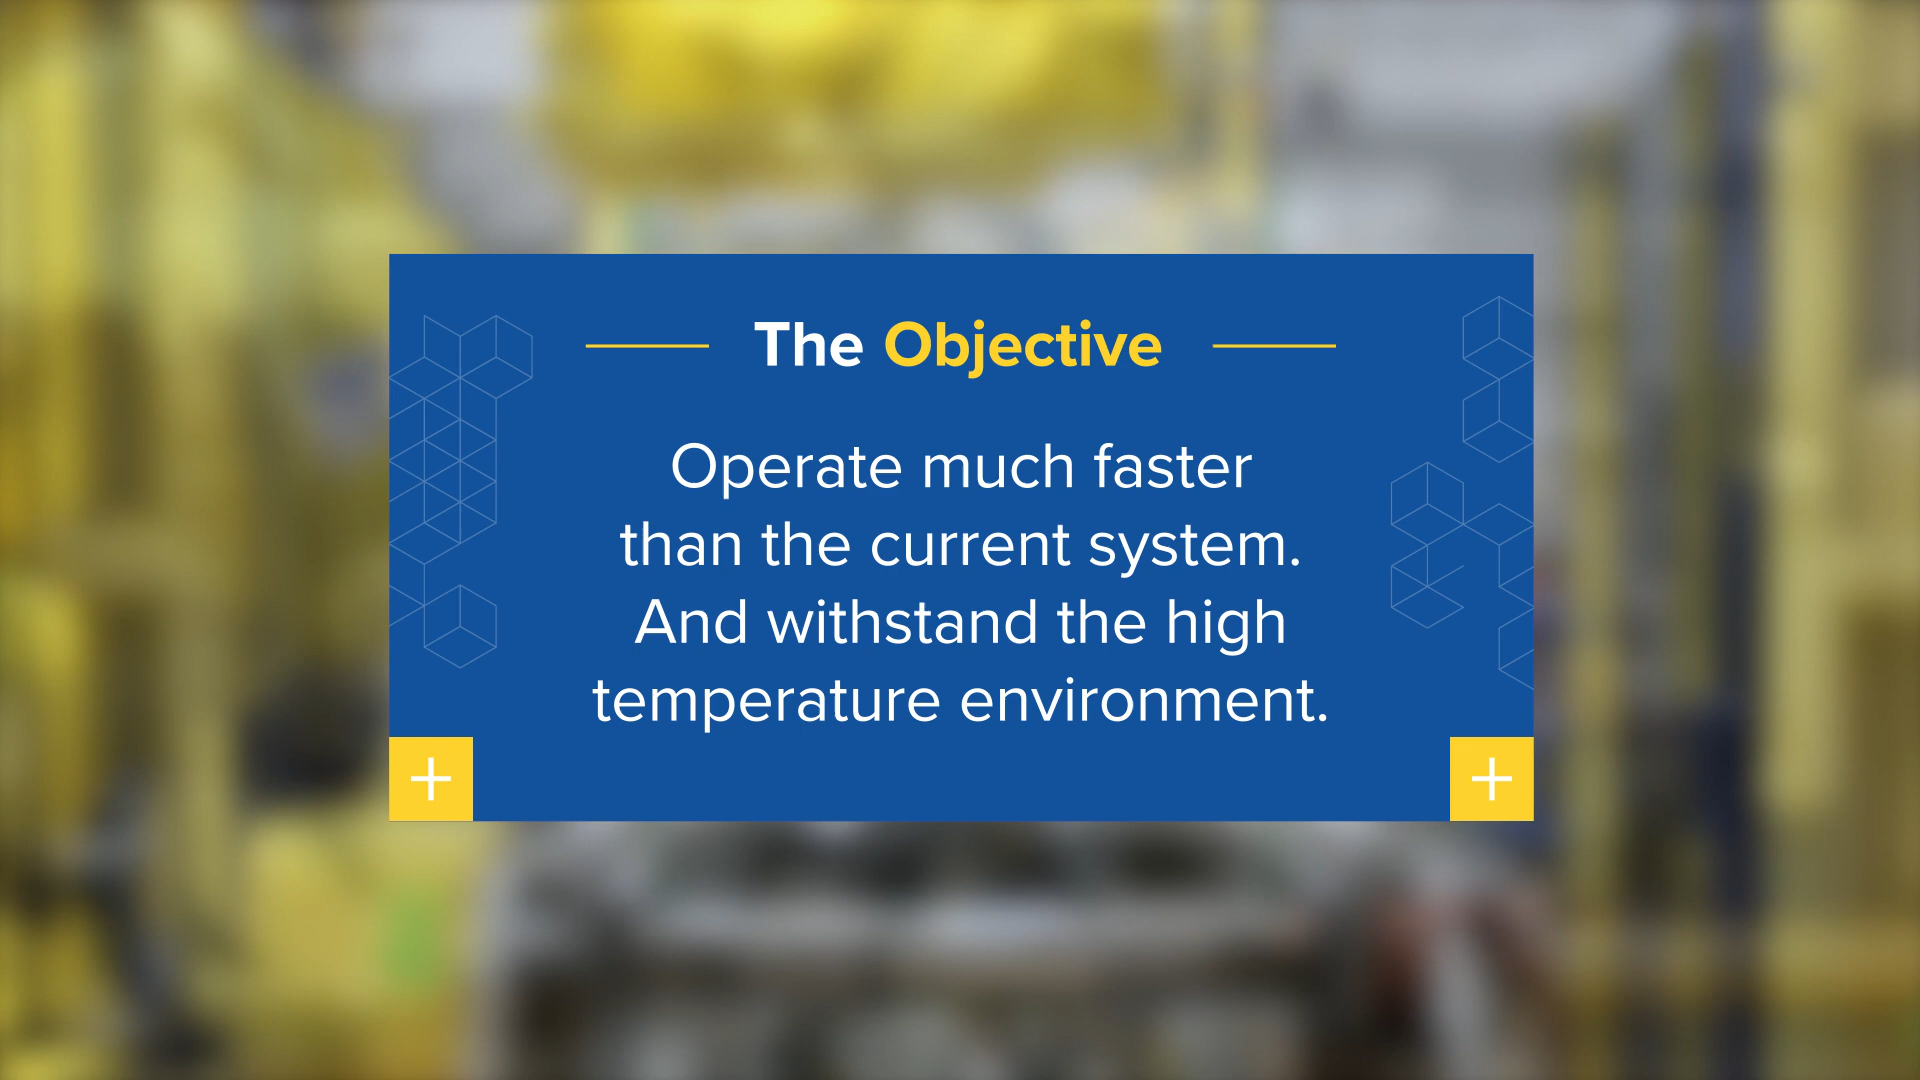 The Objective
Operate much faster
than the current system.
And withstand the high
temperature environment.